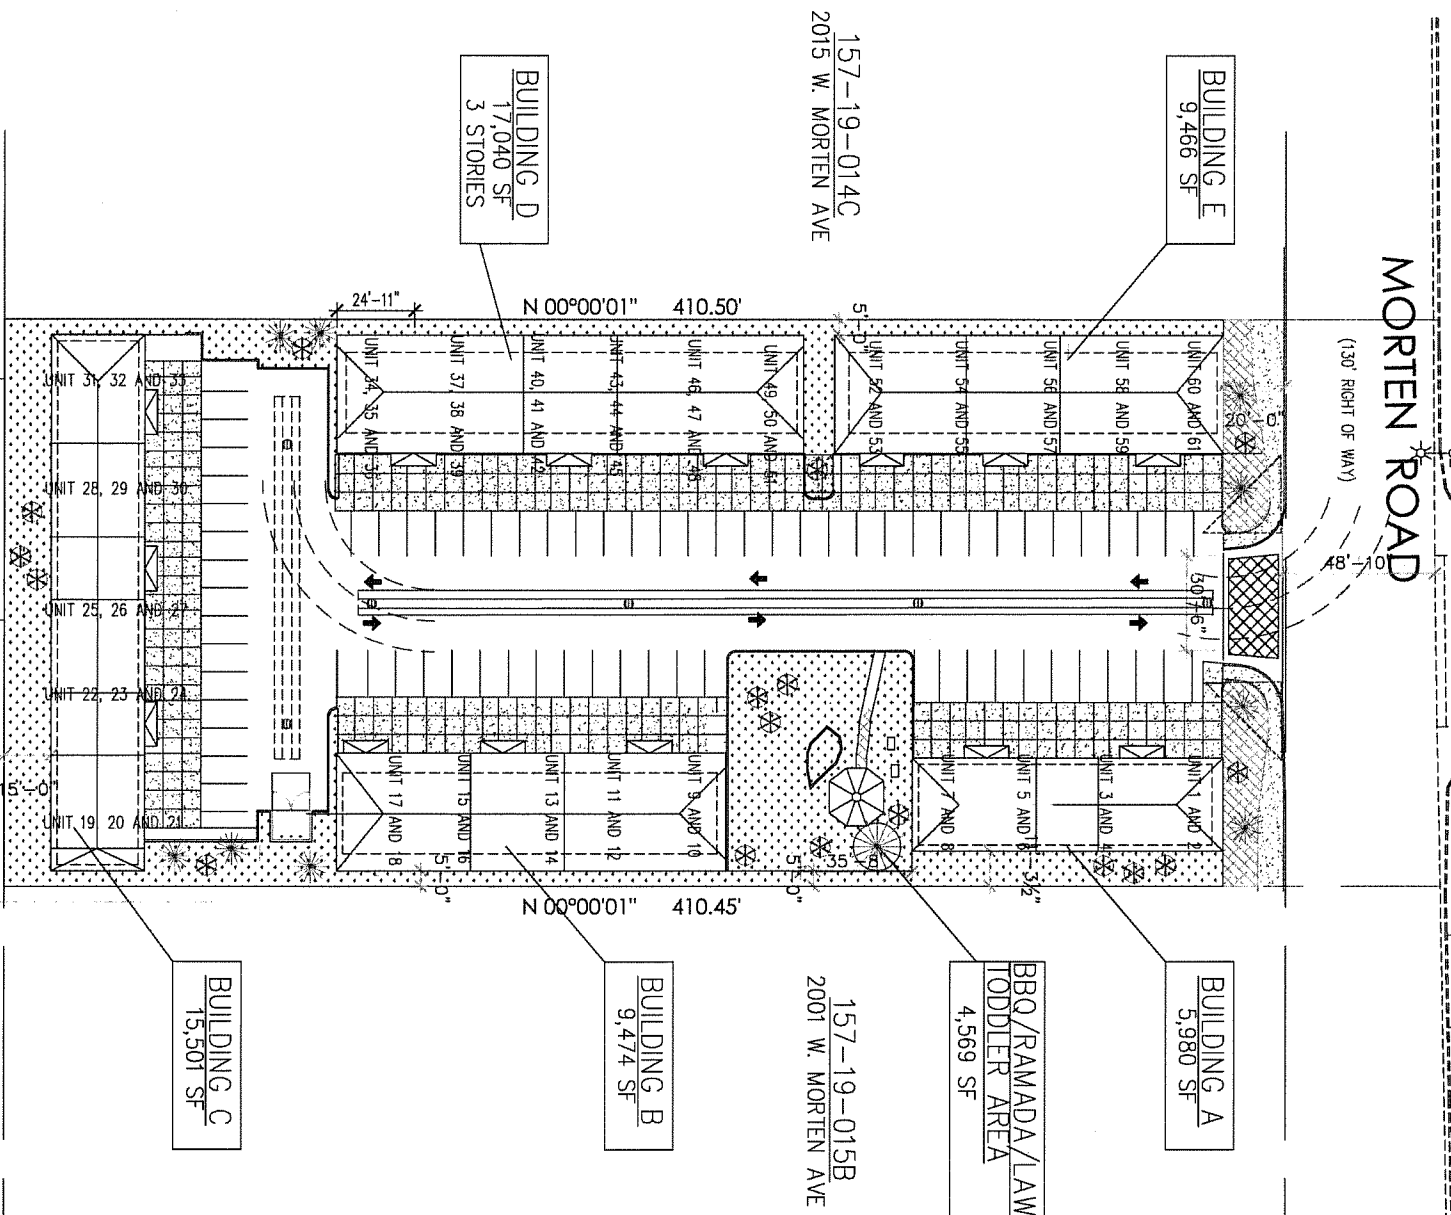 MORTEN ROAD
(130' RIGHT OF WAY)
48'-10"
BUILDING E
9,466 SF
157-19-014C
2015 W. MORTEN AVE
BUILDING D
17,040 SF
3 STORIES
24'-11"
N 00°00'01" 410.50'
5'-0"
20'-0"
UNIT 60 AND 61
UNIT 58 AND 59
UNIT 56 AND 57
UNIT 54 AND 55
UNIT 52 AND 53
UNIT 49, 50 AND 51
UNIT 46, 47 AND 48
UNIT 43, 44 AND 45
UNIT 40, 41 AND 42
UNIT 37, 38 AND 39
UNIT 34, 35 AND 36
UNIT 31, 32 AND 33
UNIT 28, 29 AND 30
UNIT 25, 26 AND 27
UNIT 22, 23 AND 24
UNIT 19, 20 AND 21
15'-0"
UNIT 1 AND 2
UNIT 3 AND 4
UNIT 5 AND 6
UNIT 7 AND 8
UNIT 9 AND 10
UNIT 11 AND 12
UNIT 13 AND 14
UNIT 15 AND 16
UNIT 17 AND 18
35'-8"
5'-0"
5'-0"
N 00°00'01" 410.45'
BUILDING A
5,980 SF
BBQ/RAMADA/LAW
TODDLER AREA
4,569 SF
157-19-015B
2001 W. MORTEN AVE
BUILDING B
9,474 SF
BUILDING C
15,501 SF